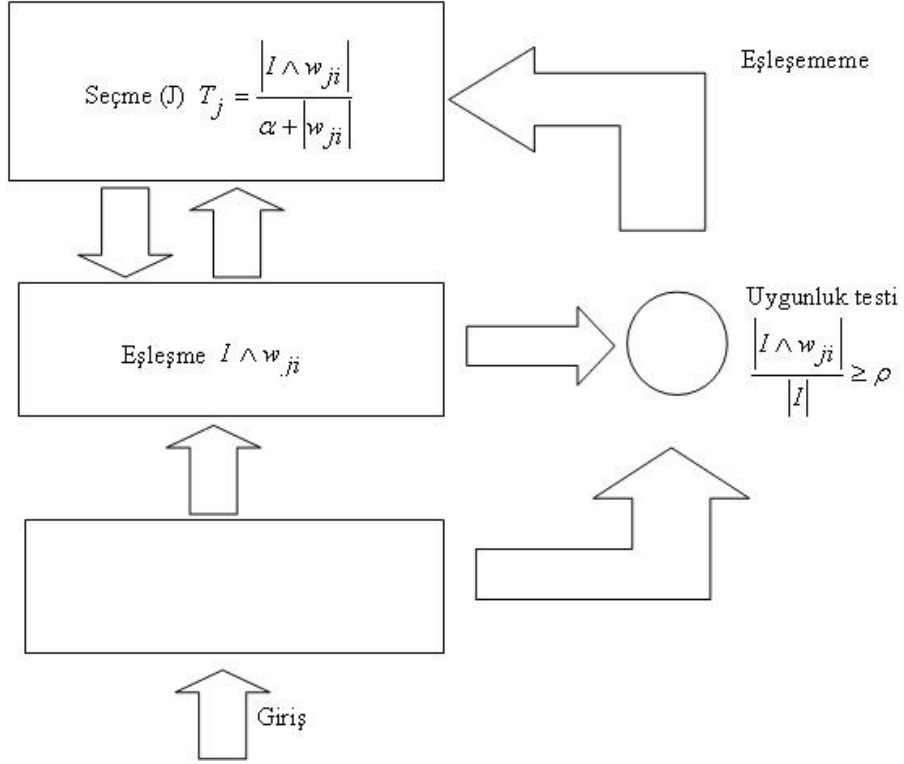 Eşleşememe
Seçme (J) T_j = |I ∧ w_ji| / (α + |w_ji|)
Uygunluk testi
|I ∧ w_ji| / |I| ≥ ρ
Eşleşme I ∧ w_ji
Giriş